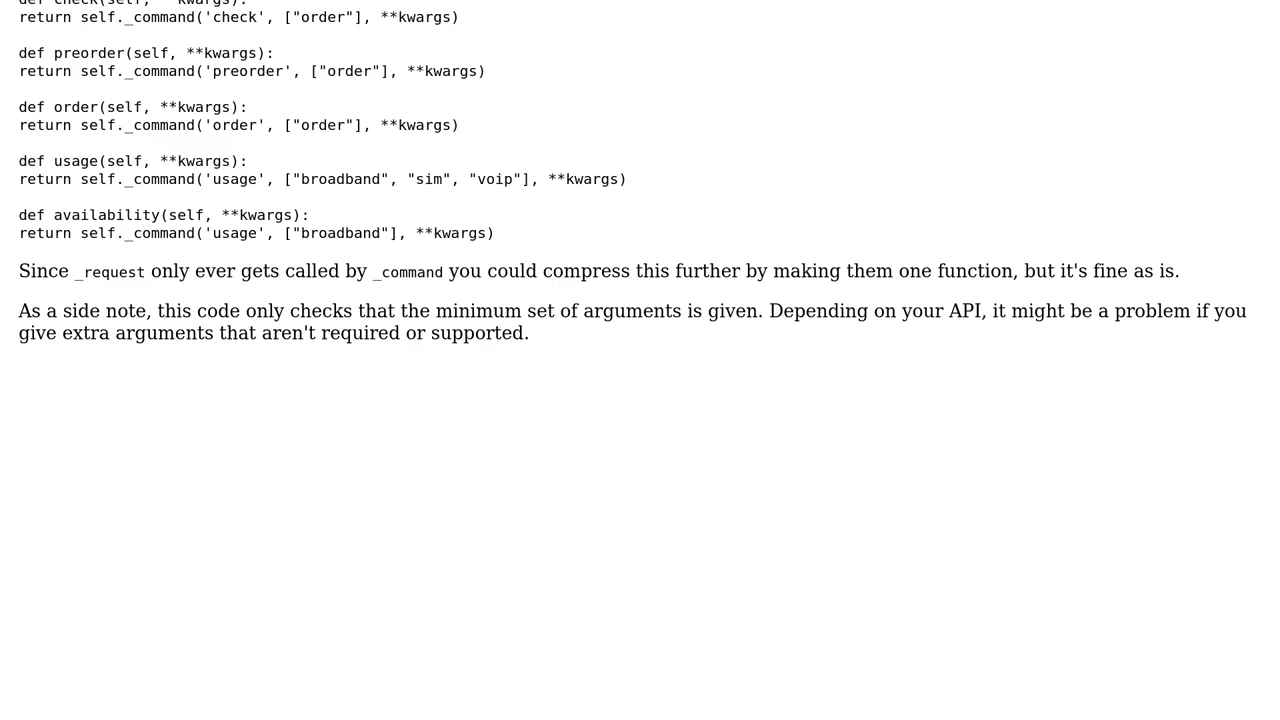 def check(self, **kwargs):
return self._command('check', ["order"], **kwargs)
def preorder(self, **kwargs):
return self._command('preorder', ["order"], **kwargs)
def order(self, **kwargs):
return self._command('order', ["order"], **kwargs)
def usage(self, **kwargs):
return self._command('usage', ["broadband", "sim", "voip"], **kwargs)
def availability(self, **kwargs):
return self._command('usage', ["broadband"], **kwargs)
Since _request only ever gets called by _command you could compress this further by making them one function, but it's fine as is.
As a side note, this code only checks that the minimum set of arguments is given. Depending on your API, it might be a problem if you
give extra arguments that aren't required or supported.